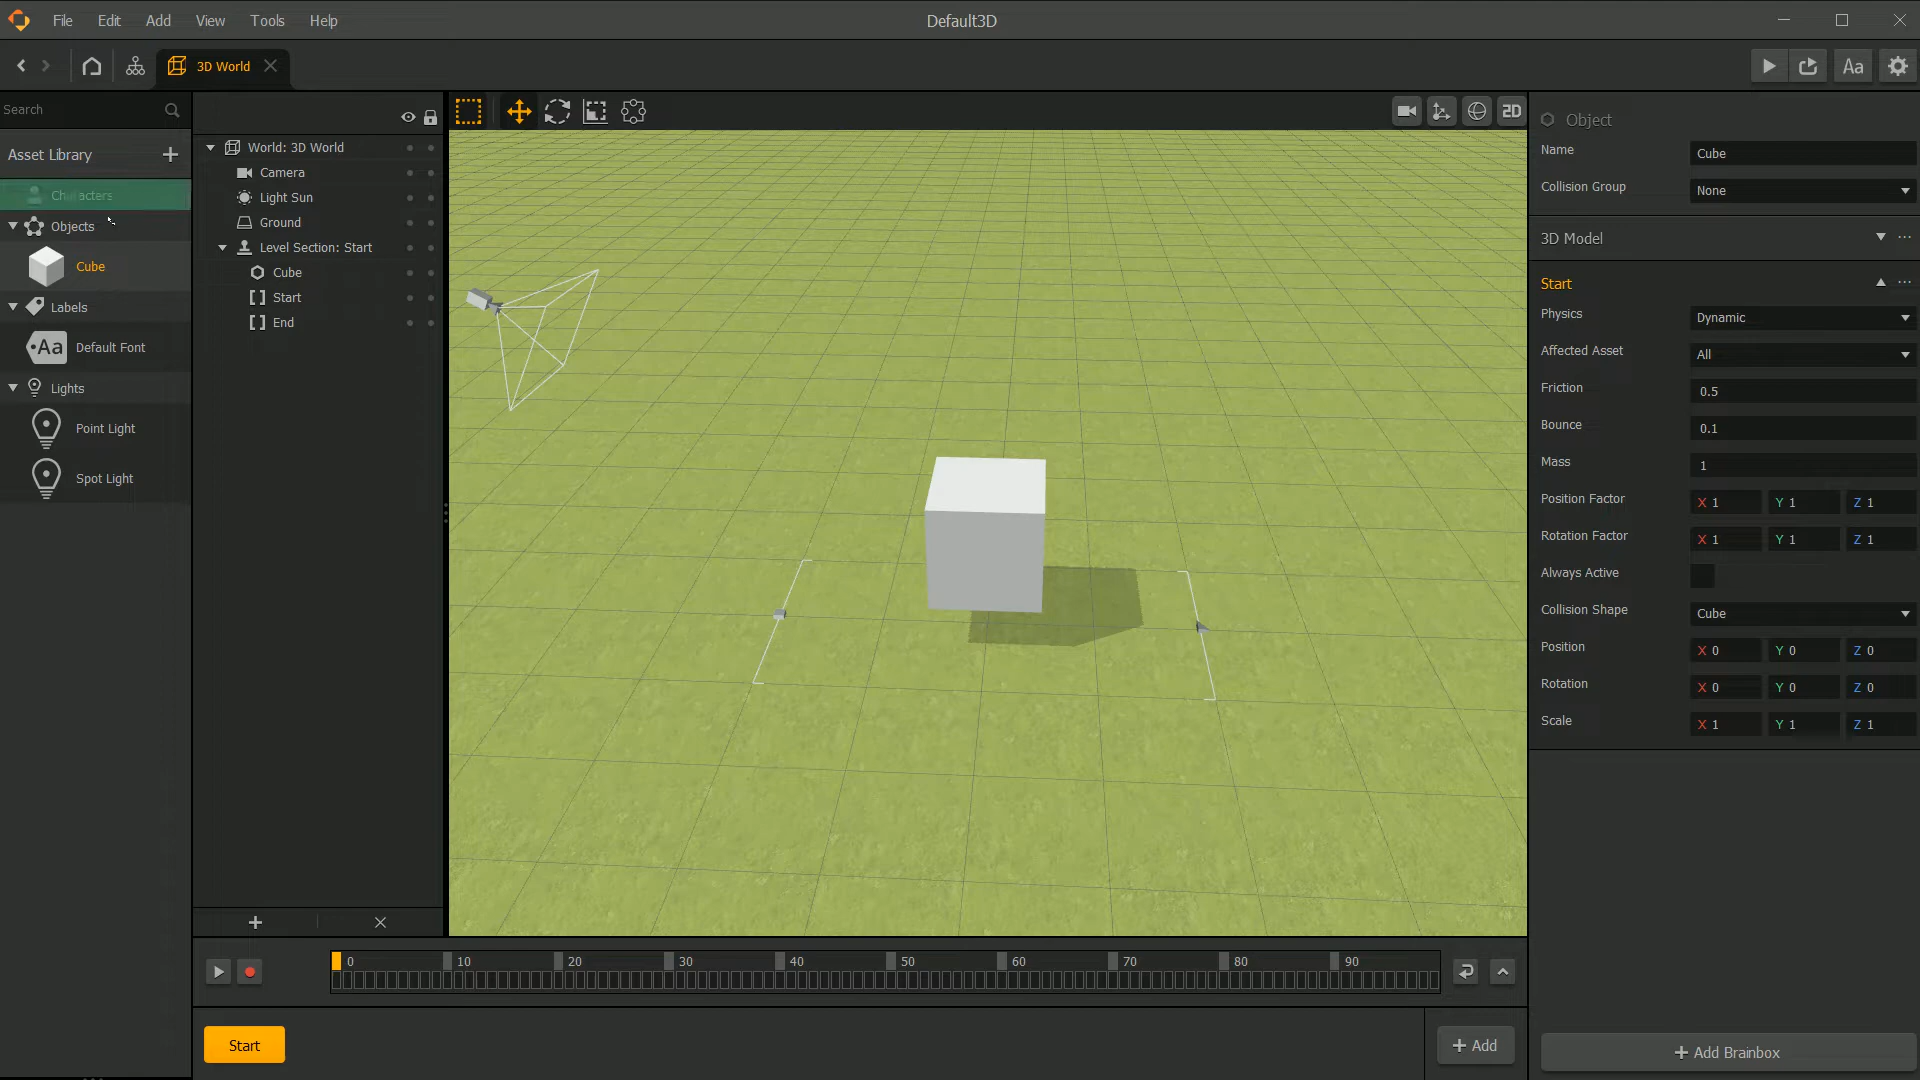 File Edit Add View Tools Help
Default3D
3D World
Aa
Search
Asset Library
Characters
Objects
Cube
Labels
Aa Default Font
Lights
Point Light
Spot Light
World: 3D World
Camera
Light Sun
Ground
Level Section: Start
Cube
Start
End
2D
Object
Name Cube
Collision Group None
3D Model
Start
Physics Dynamic
Affected Asset All
Friction 0.5
Bounce 0.1
Mass 1
Position Factor X 1 Y 1 Z 1
Rotation Factor X 1 Y 1 Z 1
Always Active
Collision Shape Cube
Position X 0 Y 0 Z 0
Rotation X 0 Y 0 Z 0
Scale X 1 Y 1 Z 1
0 10 20 30 40 50 60 70 80 90
Start
+ Add
+ Add Brainbox